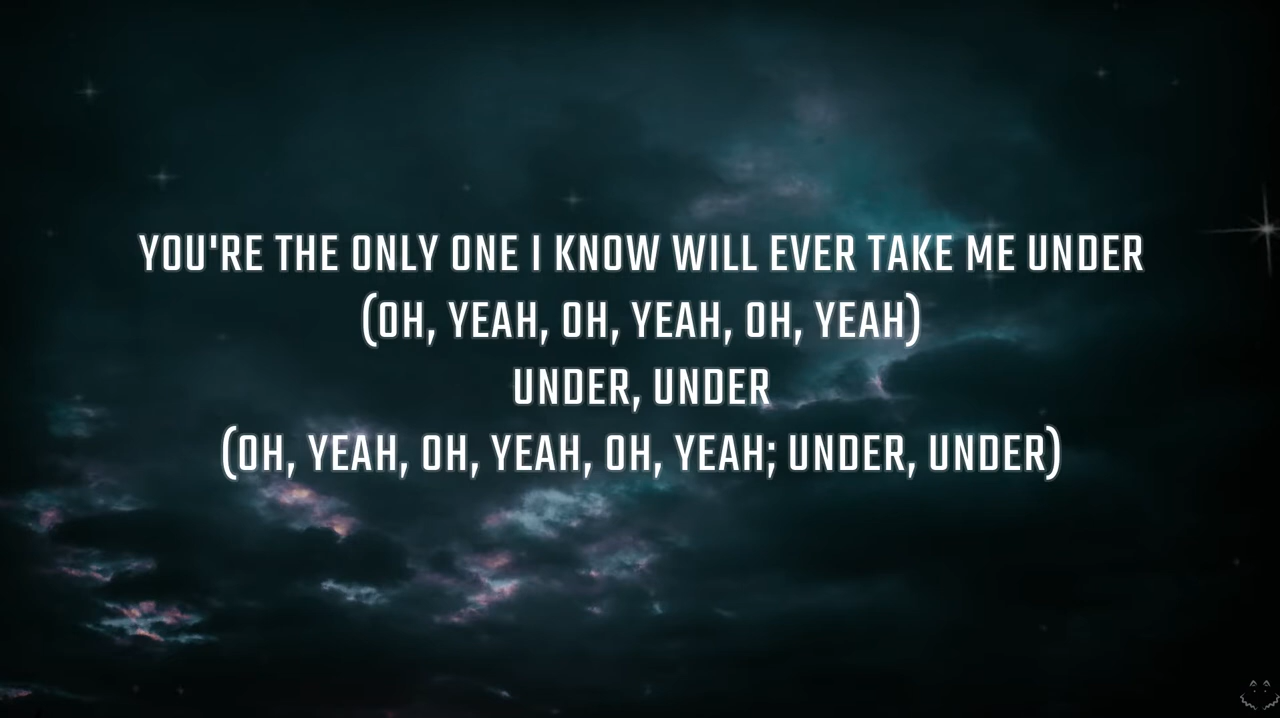 YOU'RE THE ONLY ONE I KNOW WILL EVER TAKE ME UNDER
(OH, YEAH, OH, YEAH, OH, YEAH)
UNDER, UNDER
(OH, YEAH, OH, YEAH, OH, YEAH; UNDER, UNDER)